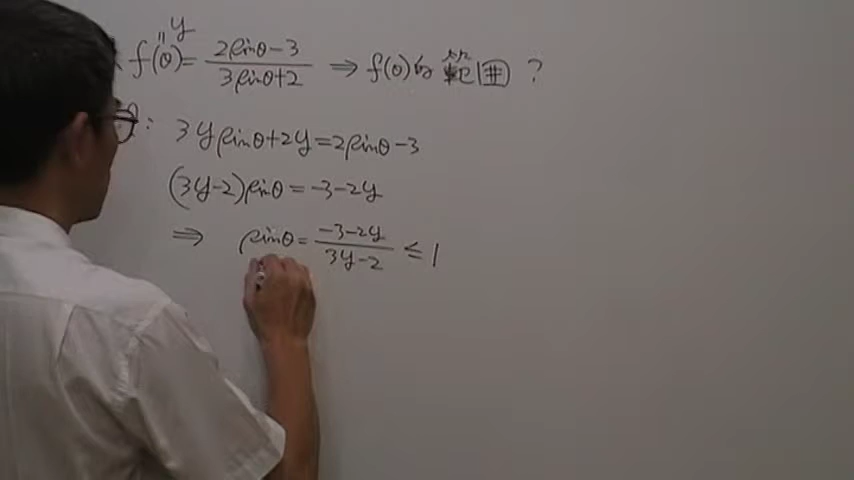 y
f(θ) = (2sinθ-3)/(3sinθ+2) ⇒ f(θ)的範圍?
: 3y sinθ+2y=2sinθ-3
(3y-2)sinθ = -3-2y
⇒ sinθ = (-3-2y)/(3y-2) ≤ 1